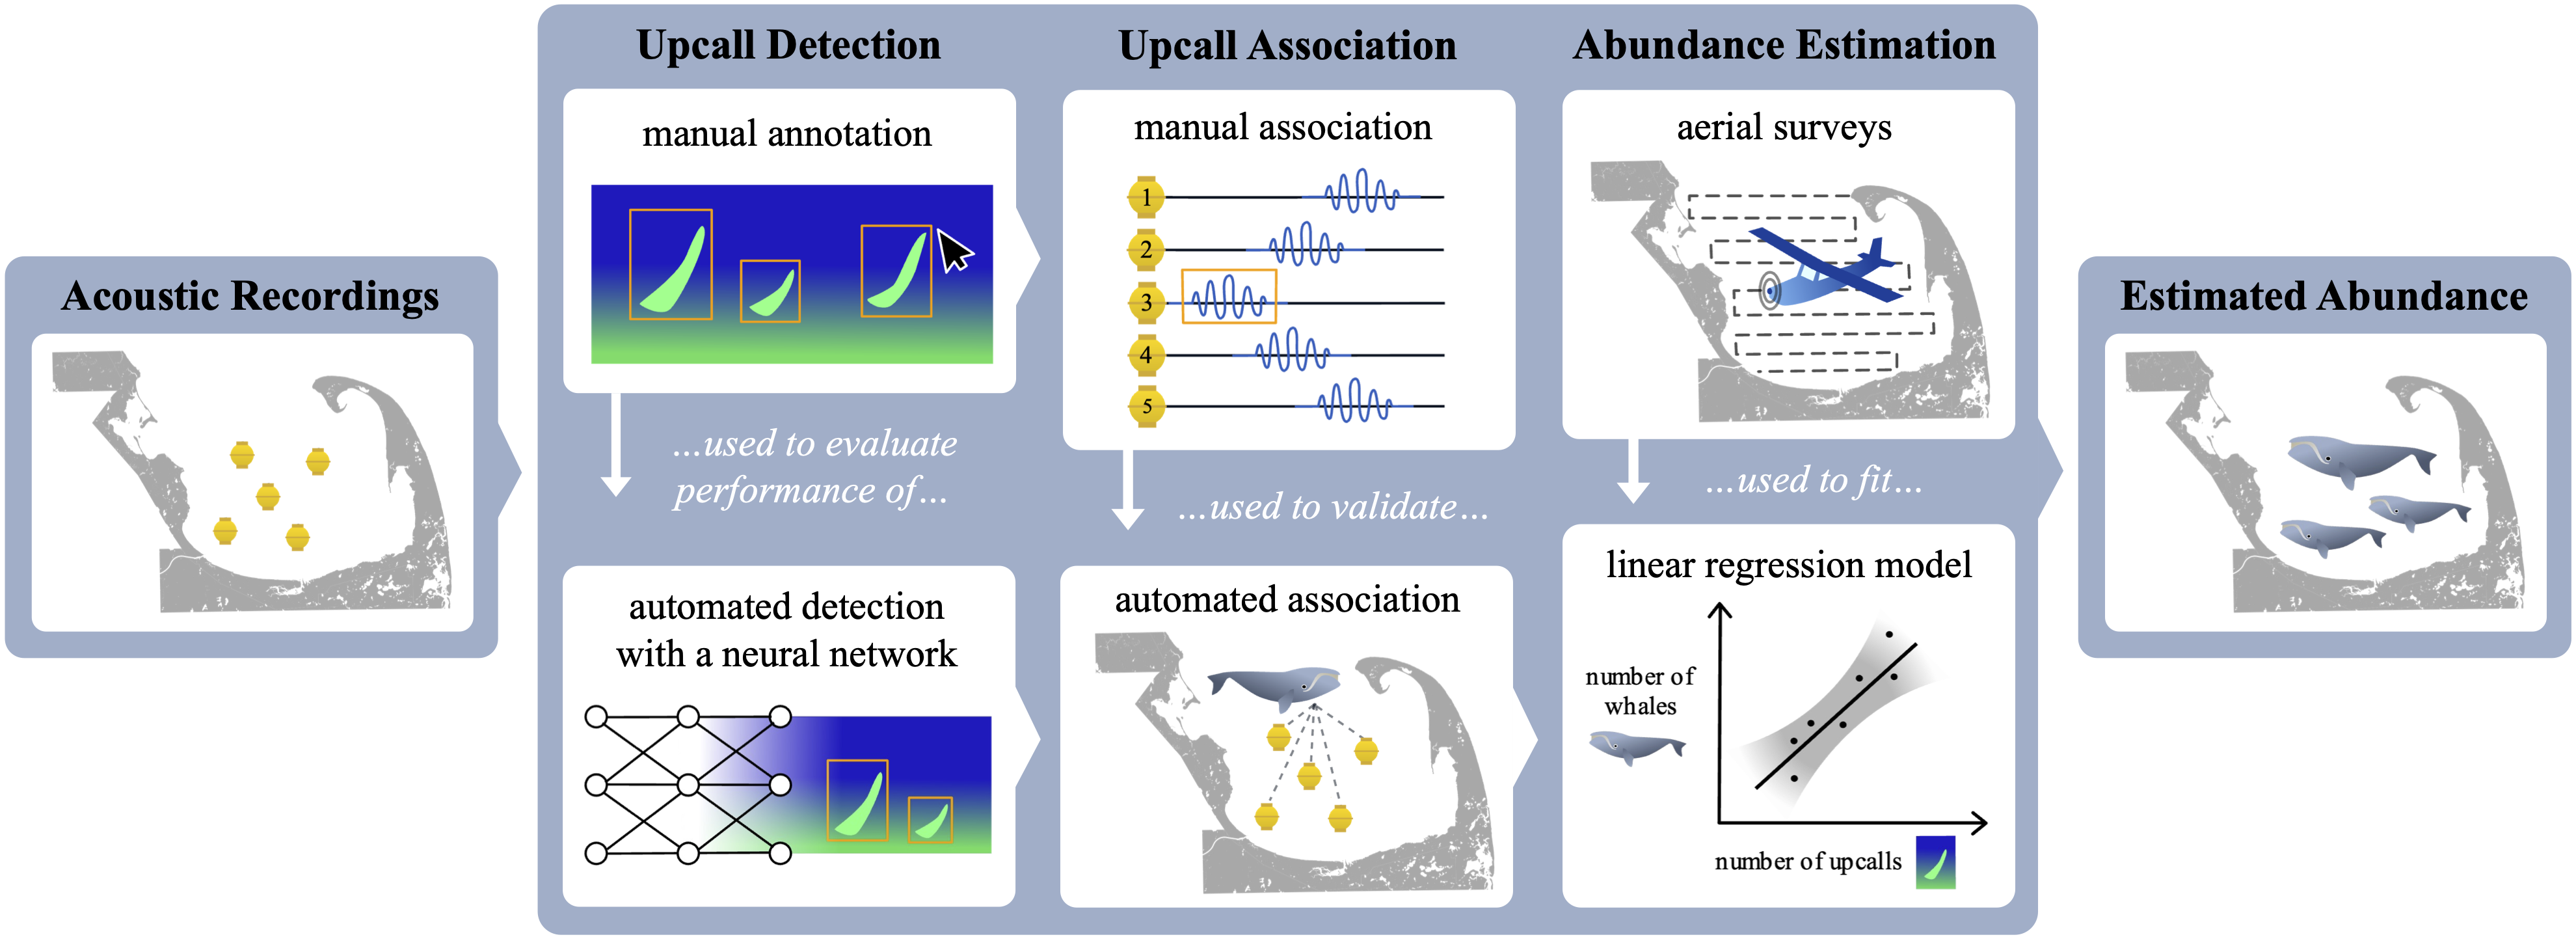 Acoustic Recordings
Upcall Detection
manual annotation
...used to evaluate
performance of...
automated detection
with a neural network
Upcall Association
manual association
1
2
3
4
5
...used to validate...
automated association
Abundance Estimation
aerial surveys
...used to fit...
linear regression model
number of
whales
number of upcalls
Estimated Abundance